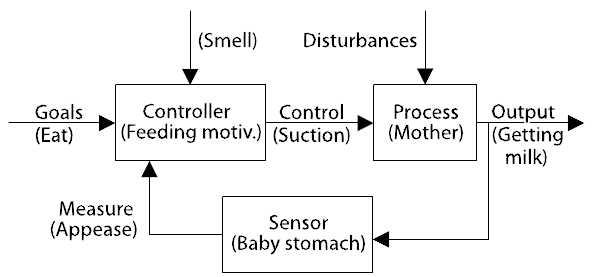 (Smell)
Disturbances
Goals
(Eat)
Controller
(Feeding motiv.)
Control
(Suction)
Process
(Mother)
Output
(Getting
milk)
Measure
(Appease)
Sensor
(Baby stomach)